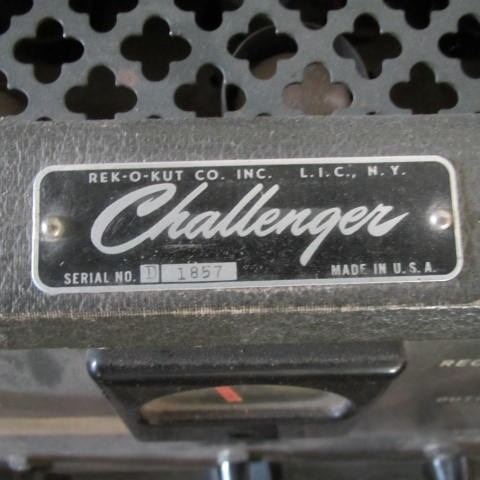 REK-O-KUT CO. INC. L.I.C., N.Y.
Challenger
SERIAL NO. D 1857 MADE IN U.S.A.